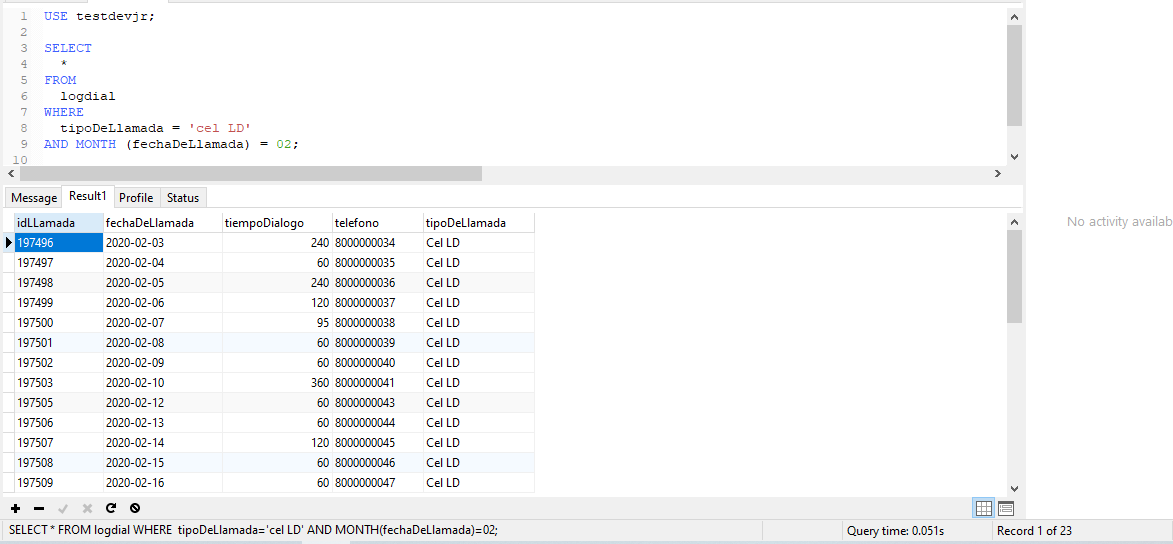 1 USE testdevjr;
2
3 SELECT
4 *
5 FROM
6 logdial
7 WHERE
8 tipoDeLlamada = 'cel LD'
9 AND MONTH (fechaDeLlamada) = 02;
10
Message Result1 Profile Status
idLLamada fechaDeLlamada tiempoDialogo telefono tipoDeLlamada
197496 2020-02-03 240 8000000034 Cel LD
197497 2020-02-04 60 8000000035 Cel LD
197498 2020-02-05 240 8000000036 Cel LD
197499 2020-02-06 120 8000000037 Cel LD
197500 2020-02-07 95 8000000038 Cel LD
197501 2020-02-08 60 8000000039 Cel LD
197502 2020-02-09 60 8000000040 Cel LD
197503 2020-02-10 360 8000000041 Cel LD
197505 2020-02-12 60 8000000043 Cel LD
197506 2020-02-13 60 8000000044 Cel LD
197507 2020-02-14 120 8000000045 Cel LD
197508 2020-02-15 60 8000000046 Cel LD
197509 2020-02-16 60 8000000047 Cel LD
No activity availab
SELECT * FROM logdial WHERE tipoDeLlamada='cel LD' AND MONTH(fechaDeLlamada)=02;
Query time: 0.051s
Record 1 of 23